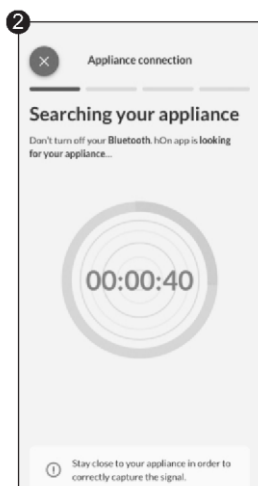 2
Appliance connection
Searching your appliance
Don't turn off your Bluetooth. hOn app is looking
for your appliance...
00:00:40
Stay close to your appliance in order to
correctly capture the signal.